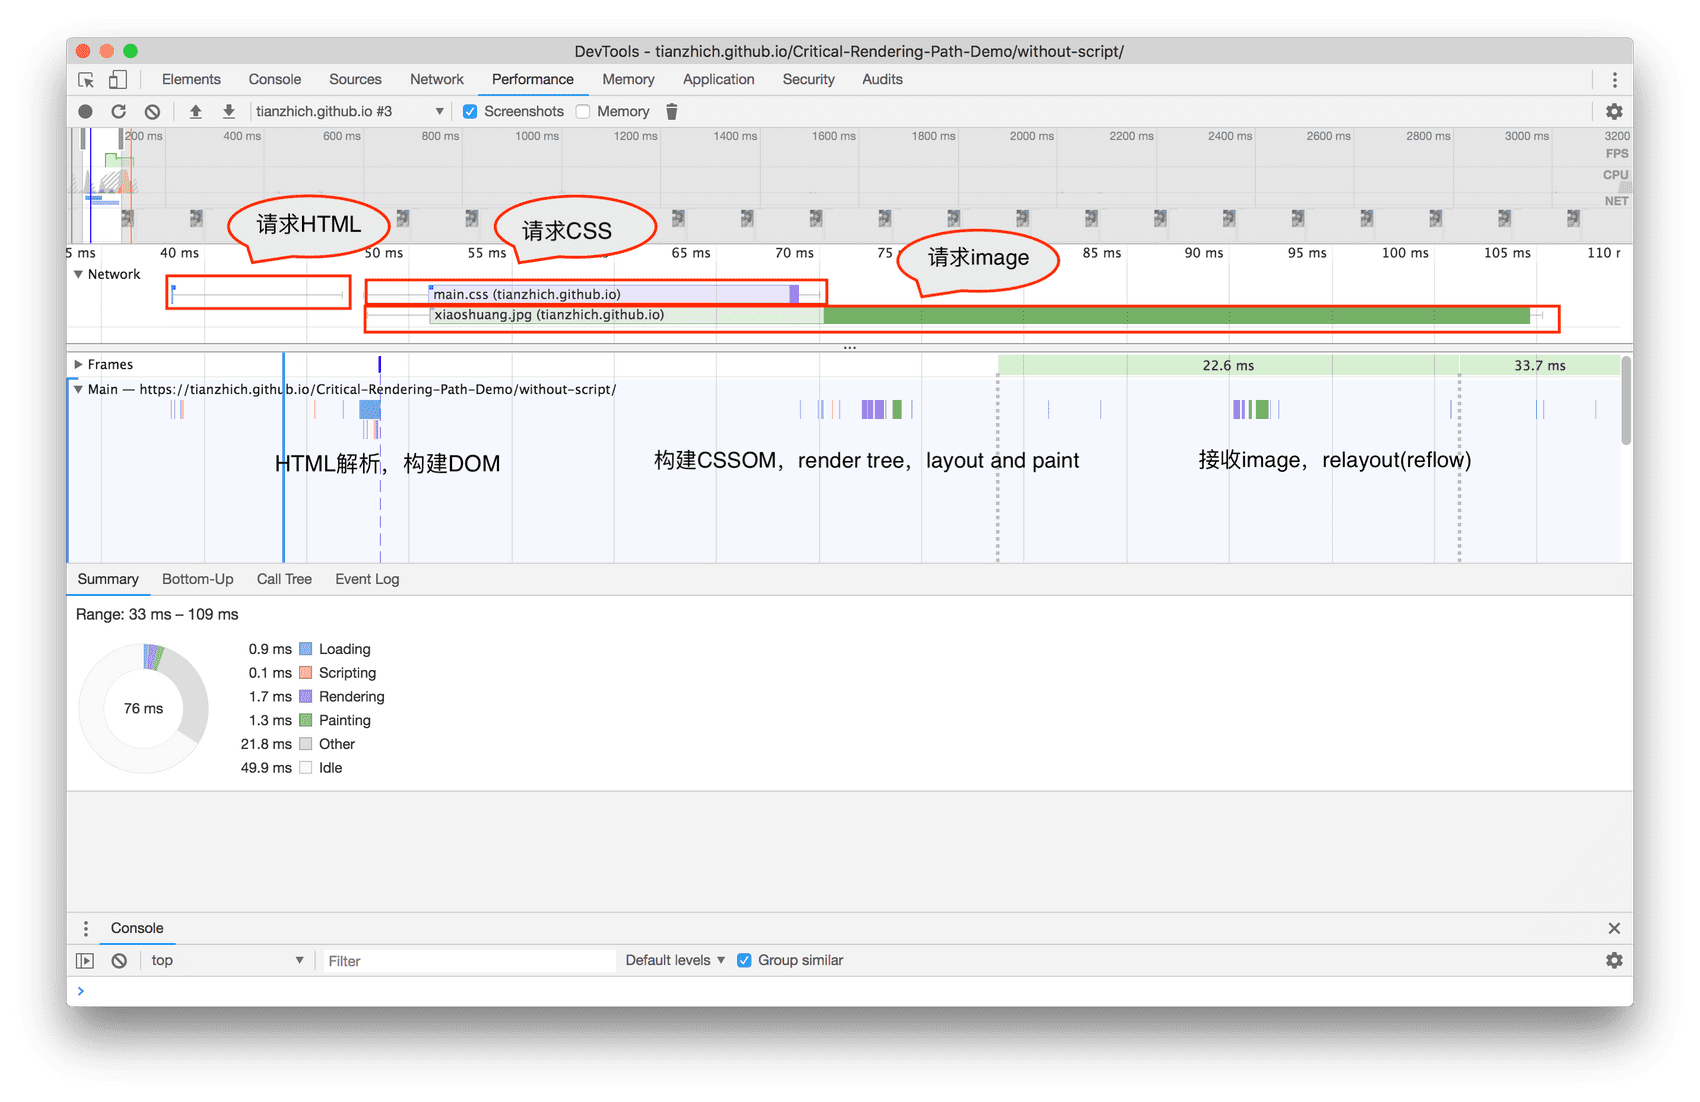 DevTools - tianzhich.github.io/Critical-Rendering-Path-Demo/without-script/
Elements Console Sources Network Performance Memory Application Security Audits
tianzhich.github.io #3 Screenshots Memory
200 ms 400 ms 600 ms 800 ms 1000 ms 1200 ms 1400 ms 1600 ms 1800 ms 2000 ms 2200 ms 2400 ms 2600 ms 2800 ms 3000 ms 3200
FPS
CPU
NET
请求HTML 请求CSS 请求image
5 ms 40 ms 50 ms 55 ms 65 ms 70 ms 75 85 ms 90 ms 95 ms 100 ms 105 ms 110 r
Network
main.css (tianzhich.github.io)
xiaoshuang.jpg (tianzhich.github.io)
Frames 22.6 ms 33.7 ms
Main — https://tianzhich.github.io/Critical-Rendering-Path-Demo/without-script/
HTML解析，构建DOM 构建CSSOM，render tree，layout and paint 接收image，relayout(reflow)
Summary Bottom-Up Call Tree Event Log
Range: 33 ms – 109 ms
76 ms
0.9 ms Loading
0.1 ms Scripting
1.7 ms Rendering
1.3 ms Painting
21.8 ms Other
49.9 ms Idle
Console
top Filter Default levels Group similar